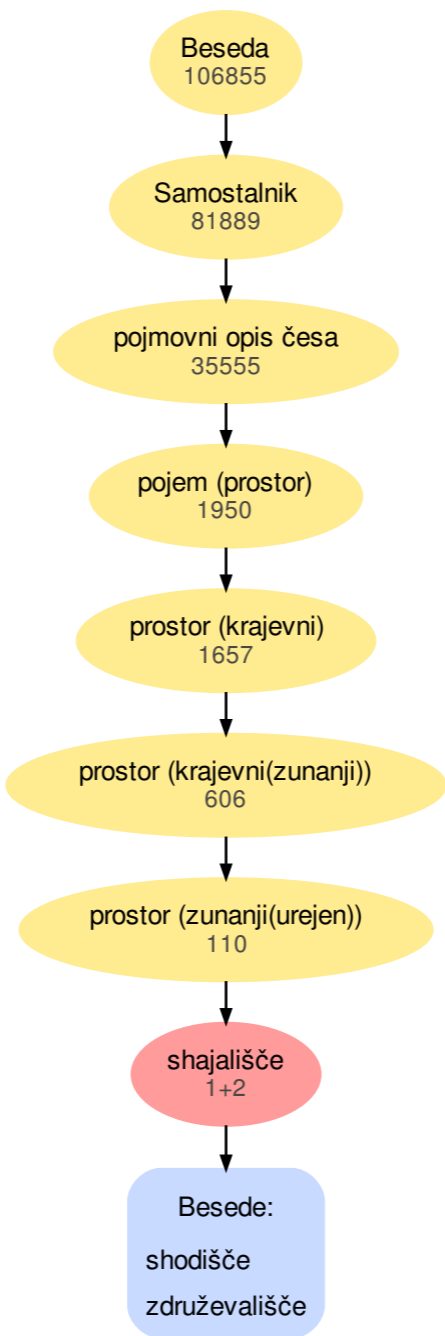 Beseda
106855
Samostalnik
81889
pojmovni opis česa
35555
pojem (prostor)
1950
prostor (krajevni)
1657
prostor (krajevni(zunanji))
606
prostor (zunanji(urejen))
110
shajališče
1+2
Besede:
shodišče
združevališče